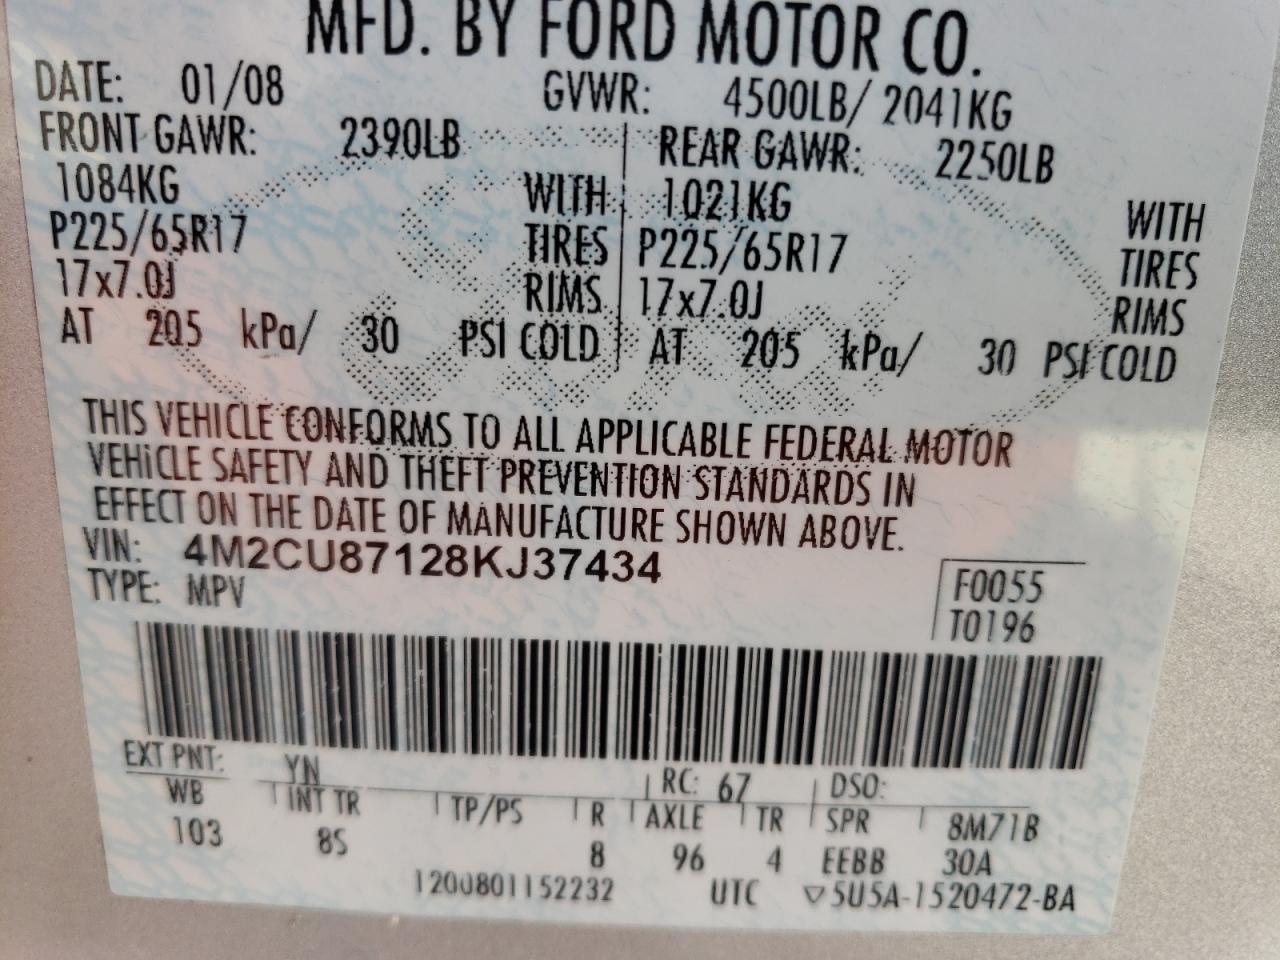 MFD. BY FORD MOTOR CO.
DATE: 01/08 GVWR: 4500LB/ 2041KG
FRONT GAWR: 2390LB REAR GAWR: 2250LB
1084KG WITH 1021KG WITH
P225/65R17 TIRES P225/65R17 TIRES
17x7.0J RIMS 17x7.0J RIMS
AT 205 kPa/ 30 PSI COLD AT 205 kPa/ 30 PSI COLD
THIS VEHICLE CONFORMS TO ALL APPLICABLE FEDERAL MOTOR
VEHICLE SAFETY AND THEFT PREVENTION STANDARDS IN
EFFECT ON THE DATE OF MANUFACTURE SHOWN ABOVE.
VIN: 4M2CU87128KJ37434
TYPE: MPV
F0055
T0196
EXT PNT: YN RC: 67 DSO:
WB INT TR TP/PS R AXLE TR SPR 8M71B
103 8S 8 96 4 EEBB 30A
1200801152232 UTC ▽5U5A-1520472-BA